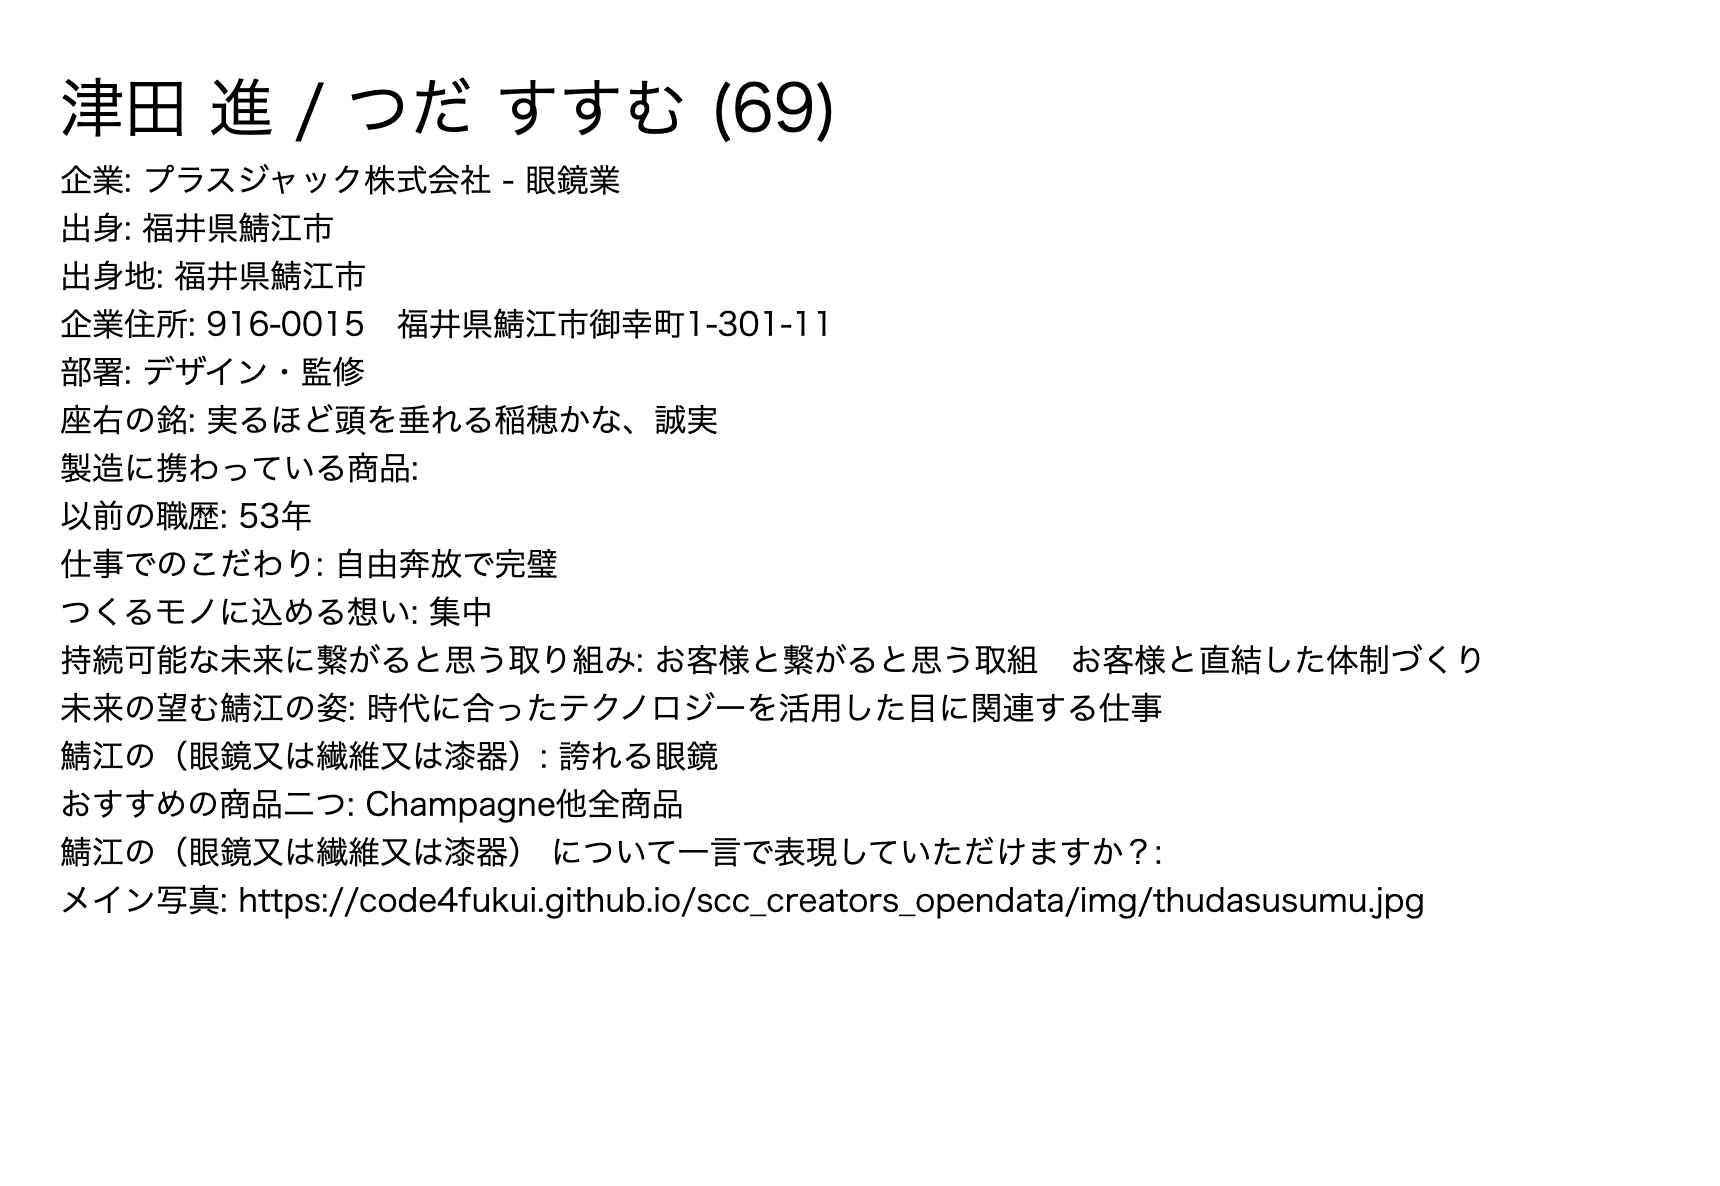 津田 進 / つだ すすむ (69)
企業: プラスジャック株式会社 - 眼鏡業
出身: 福井県鯖江市
出身地: 福井県鯖江市
企業住所: 916-0015　福井県鯖江市御幸町1-301-11
部署: デザイン・監修
座右の銘: 実るほど頭を垂れる稲穂かな、誠実
製造に携わっている商品:
以前の職歴: 53年
仕事でのこだわり: 自由奔放で完璧
つくるモノに込める想い: 集中
持続可能な未来に繋がると思う取り組み: お客様と繋がると思う取組　お客様と直結した体制づくり
未来の望む鯖江の姿: 時代に合ったテクノロジーを活用した目に関連する仕事
鯖江の（眼鏡又は繊維又は漆器）: 誇れる眼鏡
おすすめの商品二つ: Champagne他全商品
鯖江の（眼鏡又は繊維又は漆器） について一言で表現していただけますか？:
メイン写真: https://code4fukui.github.io/scc_creators_opendata/img/thudasusumu.jpg